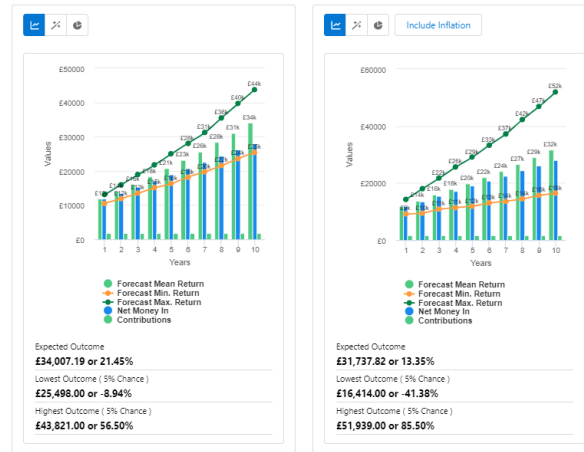 Include Inflation
£50000
£40000
£30000
£20000
£10000
£0
Values
£21k
£23k
£26k
£28k
£28k
£31k
£31k
£34k
£36k
£40k
£44k
1 2 3 4 5 6 7 8 9 10
Years
Forecast Mean Return
Forecast Min. Return
Forecast Max. Return
Net Money In
Contributions
Expected Outcome
£34,007.19 or 21.45%
Lowest Outcome ( 5% Chance )
£25,498.00 or -8.94%
Highest Outcome ( 5% Chance )
£43,821.00 or 56.50%
£60000
£40000
£20000
£0
Values
£14k
£18k
£22k
£26k
£29k
£33k
£37k
£42k
£47k
£52k
£18k
£20k
£22k
£24k
£27k
£29k
£32k
1 2 3 4 5 6 7 8 9 10
Years
Forecast Mean Return
Forecast Min. Return
Forecast Max. Return
Net Money In
Contributions
Expected Outcome
£31,737.82 or 13.35%
Lowest Outcome ( 5% Chance )
£16,414.00 or -41.38%
Highest Outcome ( 5% Chance )
£51,939.00 or 85.50%